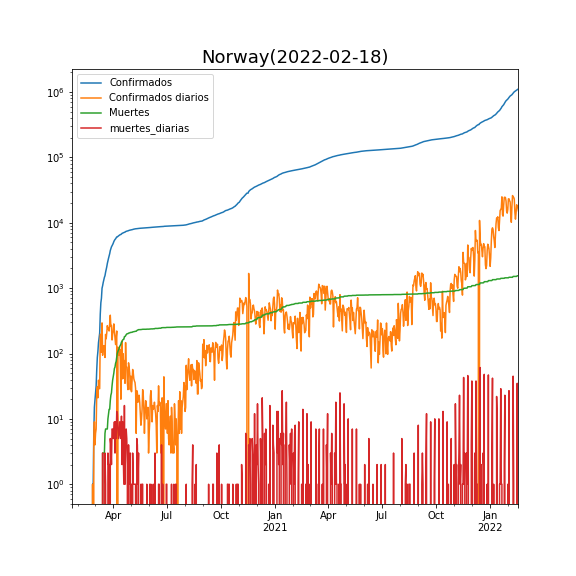 Norway(2022-02-18)
Confirmados
Confirmados diarios
Muertes
muertes_diarias
10⁶
10⁵
10⁴
10³
10²
10¹
10⁰
Apr Jul Oct Jan Apr Jul Oct Jan
2021 2022